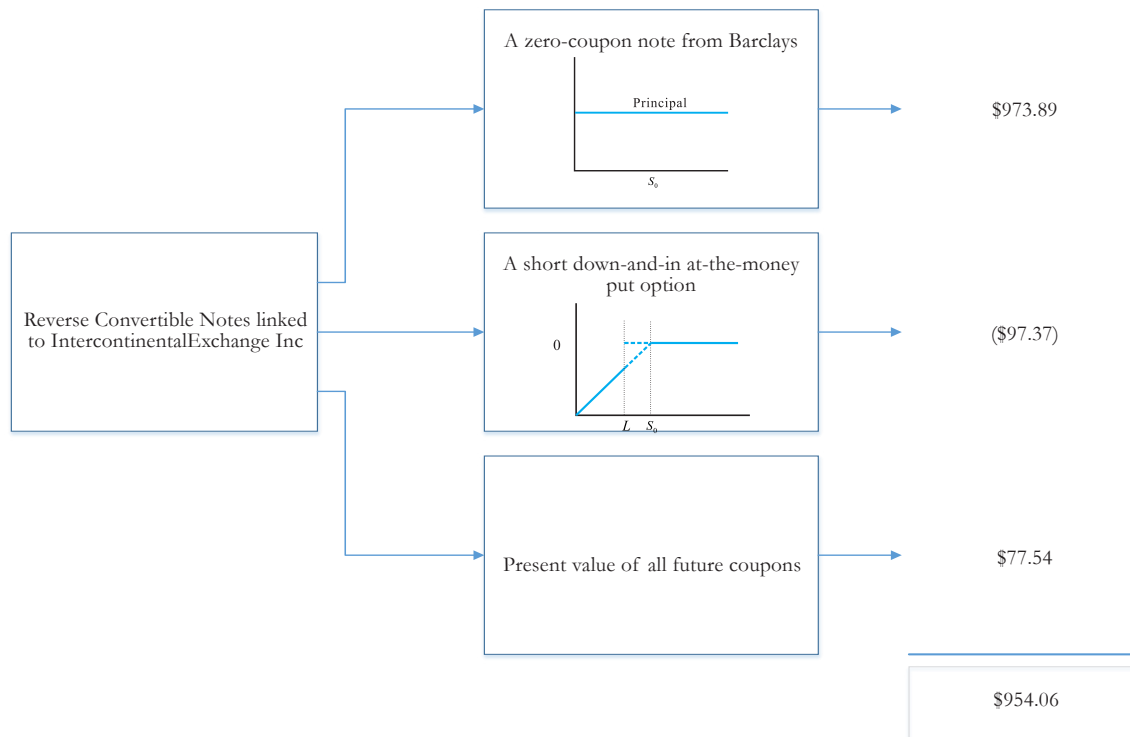 A zero-coupon note from Barclays
Principal
S₀
$973.89
Reverse Convertible Notes linked
to IntercontinentalExchange Inc
A short down-and-in at-the-money
put option
0
L S₀
($97.37)
Present value of all future coupons
$77.54
$954.06